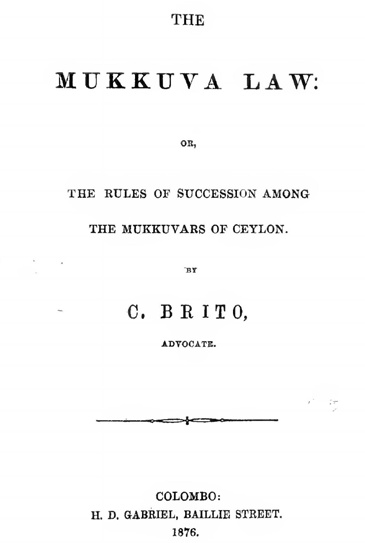 THE
MUKKUVA LAW:
OR,
THE RULES OF SUCCESSION AMONG
THE MUKKUVARS OF CEYLON.
BY
C. BRITO,
ADVOCATE.
COLOMBO:
H. D. GABRIEL, BAILLIE STREET.
1876.